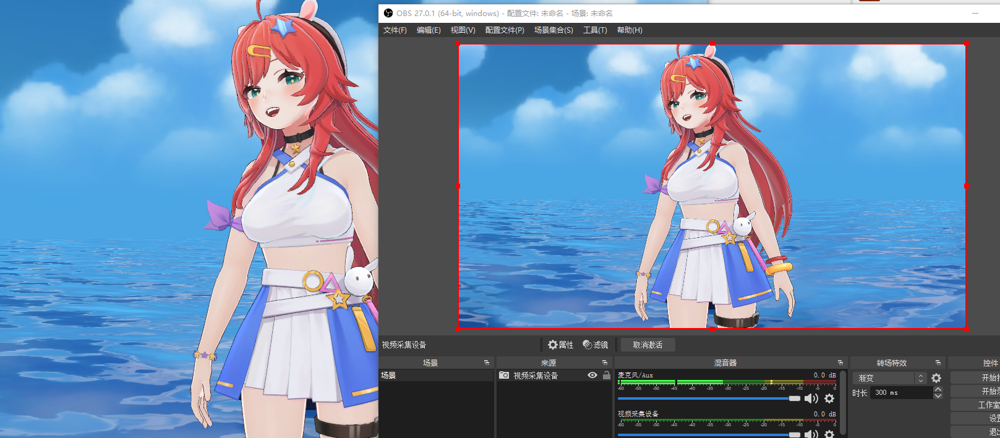 OBS 27.0.1 (64-bit, windows) - 配置文件: 未命名 - 场景: 未命名
文件(F) 编辑(E) 视图(V) 配置文件(P) 场景集合(S) 工具(T) 帮助(H)
视频采集设备 属性 滤镜 取消激活
场景 来源 混音器 转场特效 控件
场景
视频采集设备
麦克风/Aux 0.0 dB
-60 -55 -50 -45 -40 -35 -30 -25 -20 -15 -10 -5 0
视频采集设备 0.0 dB
-60 -55 -50 -45 -40 -35 -30 -25 -20 -15 -10 -5 0
渐变
时长 300 ms
开始
开始
工作室
设
退出